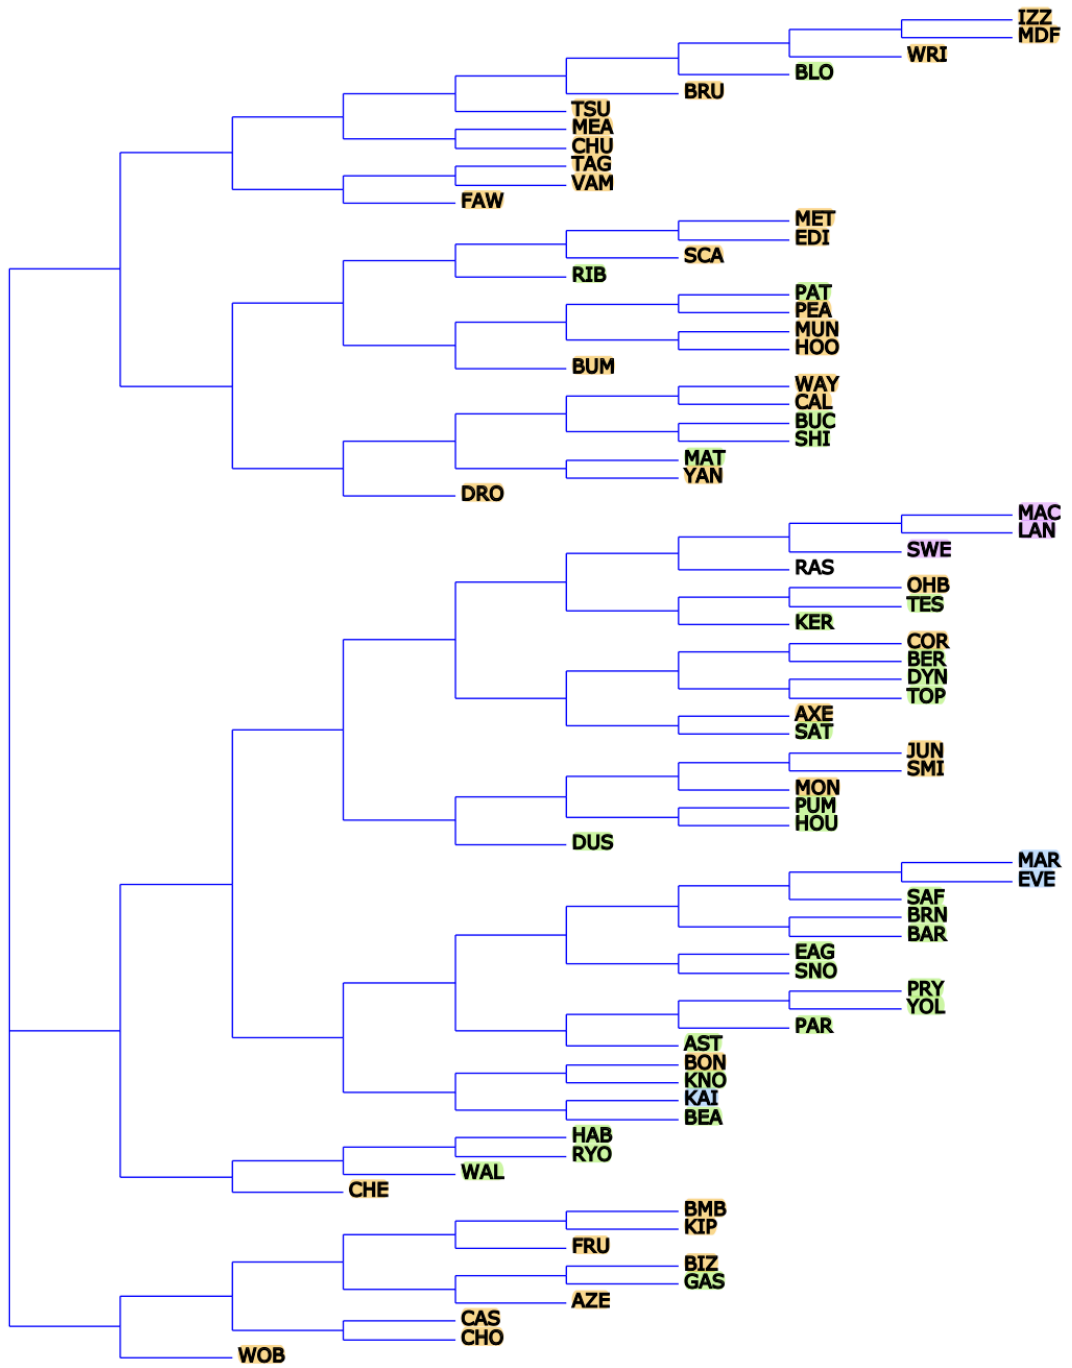 IZZ
MDF
WRI
BLO
BRU
TSU
MEA
CHU
TAG
VAM
FAW
MET
EDI
SCA
RIB
PAT
PEA
MUN
HOO
BUM
WAY
CAL
BUC
SHI
MAT
YAN
DRO
MAC
LAN
SWE
RAS
OHB
TES
KER
COR
BER
DYN
TOP
AXE
SAT
JUN
SMI
MON
PUM
HOU
DUS
MAR
EVE
SAF
BRN
BAR
EAG
SNO
PRY
YOL
PAR
AST
BON
KNO
KAI
BEA
HAB
RYO
WAL
CHE
BMB
KIP
FRU
BIZ
GAS
AZE
CAS
CHO
WOB